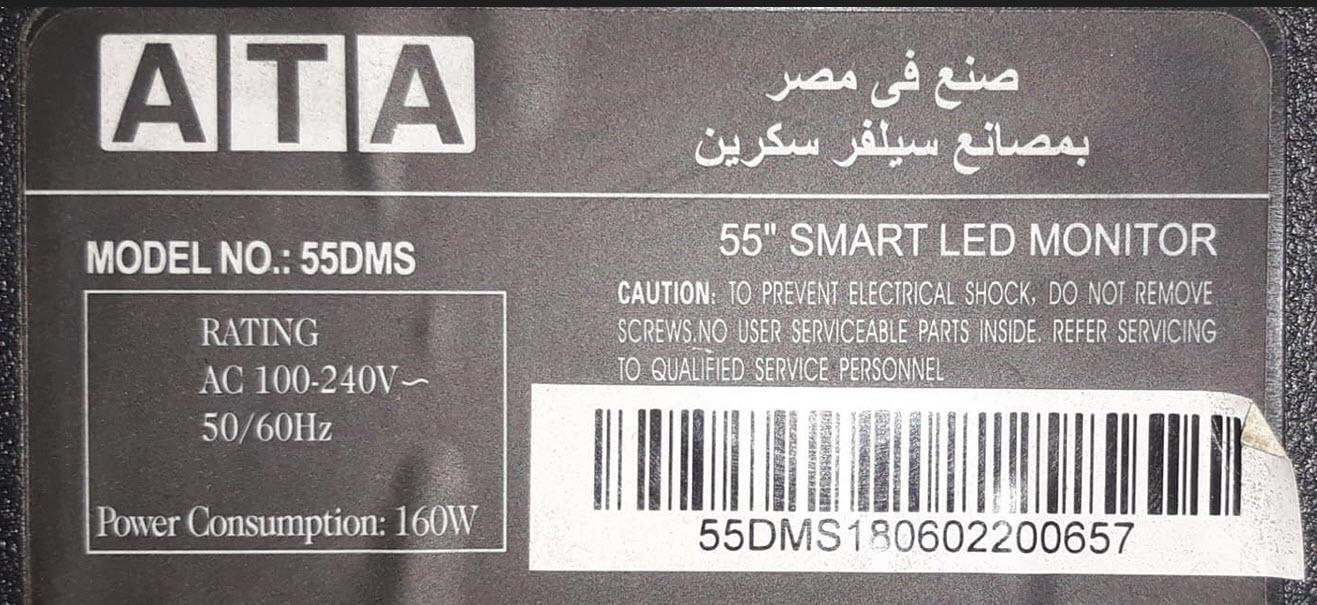 ATA
صنع فى مصر
بمصانع سيلفر سكرين
MODEL NO.: 55DMS
55" SMART LED MONITOR
RATING
AC 100-240V~
50/60Hz
Power Consumption: 160W
CAUTION: TO PREVENT ELECTRICAL SHOCK, DO NOT REMOVE
SCREWS.NO USER SERVICEABLE PARTS INSIDE. REFER SERVICING
TO QUALIFIED SERVICE PERSONNEL
55DMS180602200657